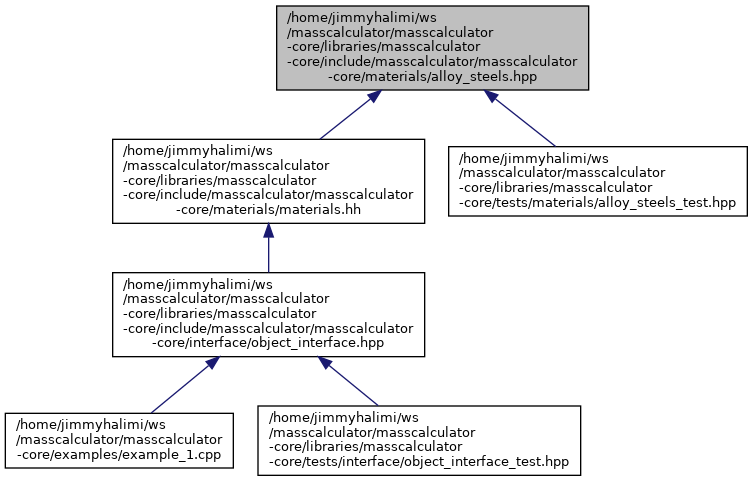 /home/jimmyhalimi/ws
/masscalculator/masscalculator
-core/libraries/masscalculator
-core/include/masscalculator/masscalculator
-core/materials/alloy_steels.hpp
/home/jimmyhalimi/ws
/masscalculator/masscalculator
-core/libraries/masscalculator
-core/include/masscalculator/masscalculator
-core/materials/materials.hh
/home/jimmyhalimi/ws
/masscalculator/masscalculator
-core/libraries/masscalculator
-core/tests/materials/alloy_steels_test.hpp
/home/jimmyhalimi/ws
/masscalculator/masscalculator
-core/libraries/masscalculator
-core/include/masscalculator/masscalculator
-core/interface/object_interface.hpp
/home/jimmyhalimi/ws
/masscalculator/masscalculator
-core/examples/example_1.cpp
/home/jimmyhalimi/ws
/masscalculator/masscalculator
-core/libraries/masscalculator
-core/tests/interface/object_interface_test.hpp